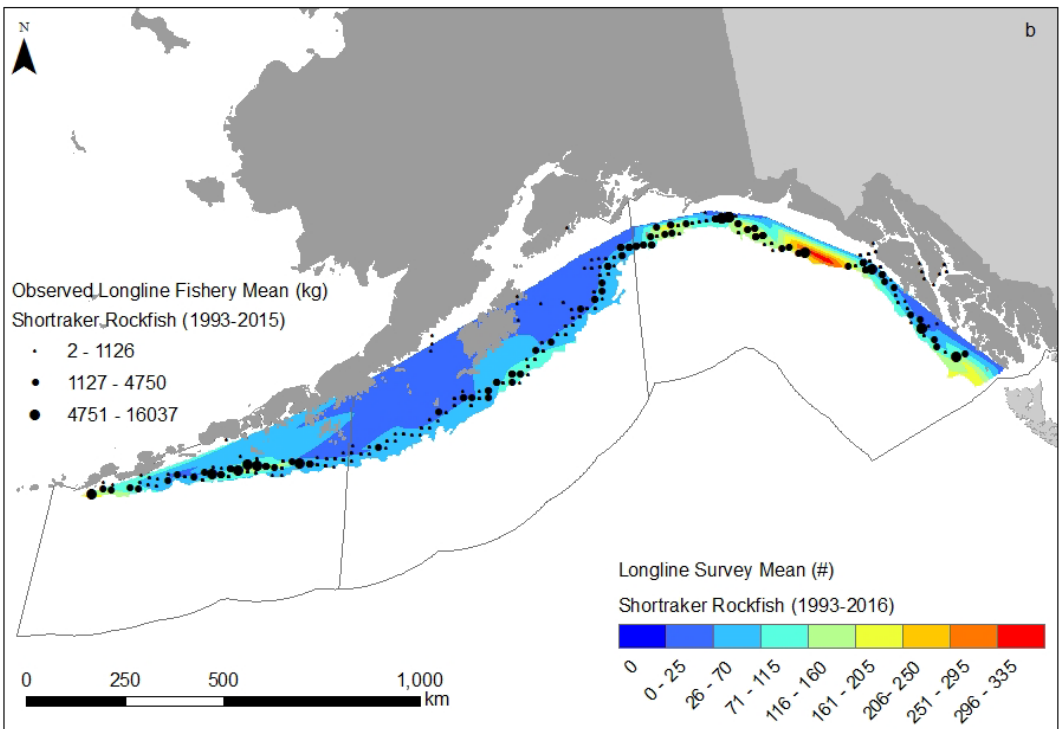 N
b
Observed Longline Fishery Mean (kg)
Shortraker Rockfish (1993-2015)
2 - 1126
1127 - 4750
4751 - 16037
Longline Survey Mean (#)
Shortraker Rockfish (1993-2016)
0
0 - 25
26 - 70
71 - 115
116 - 160
161 - 205
206- 250
251 - 295
296 - 335
0 250 500 1,000
km